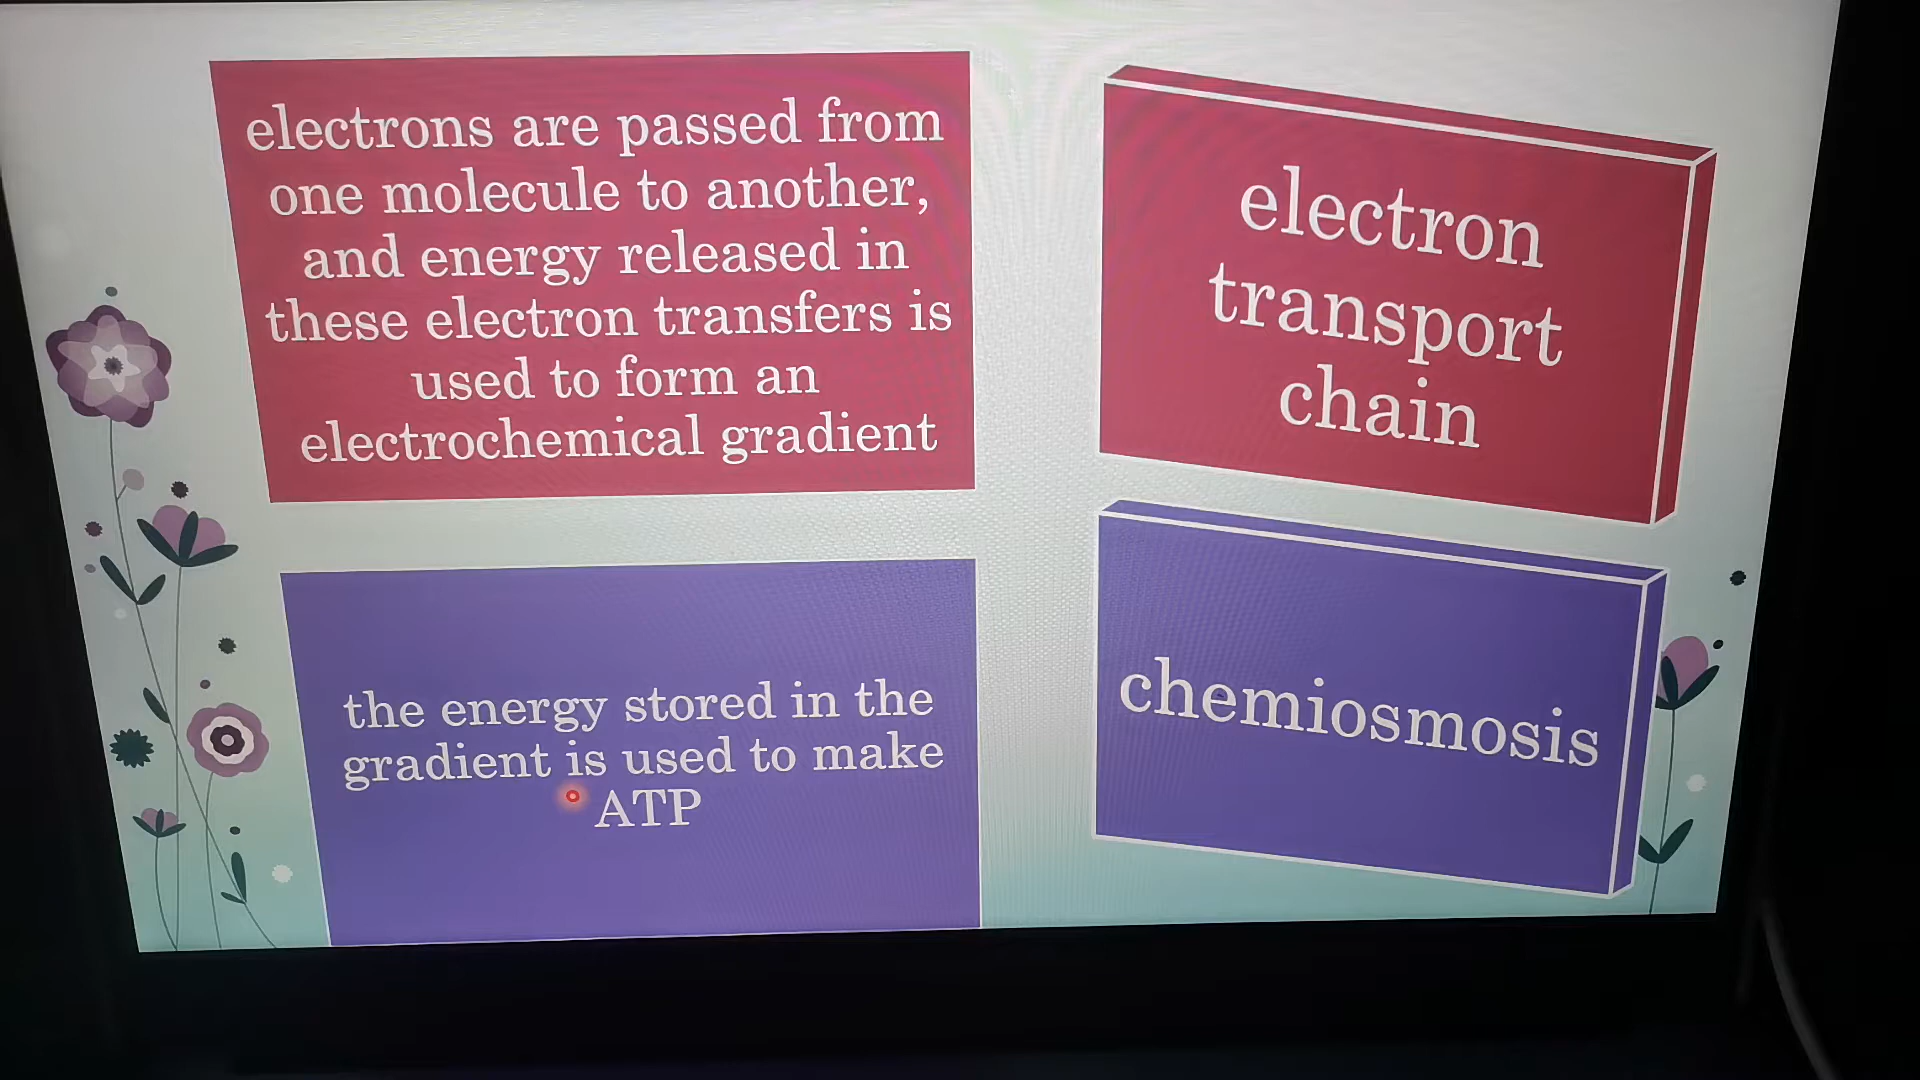 electrons are passed from
one molecule to another,
and energy released in
these electron transfers is
used to form an
electrochemical gradient
electron
transport
chain
the energy stored in the
gradient is used to make
ATP
chemiosmosis